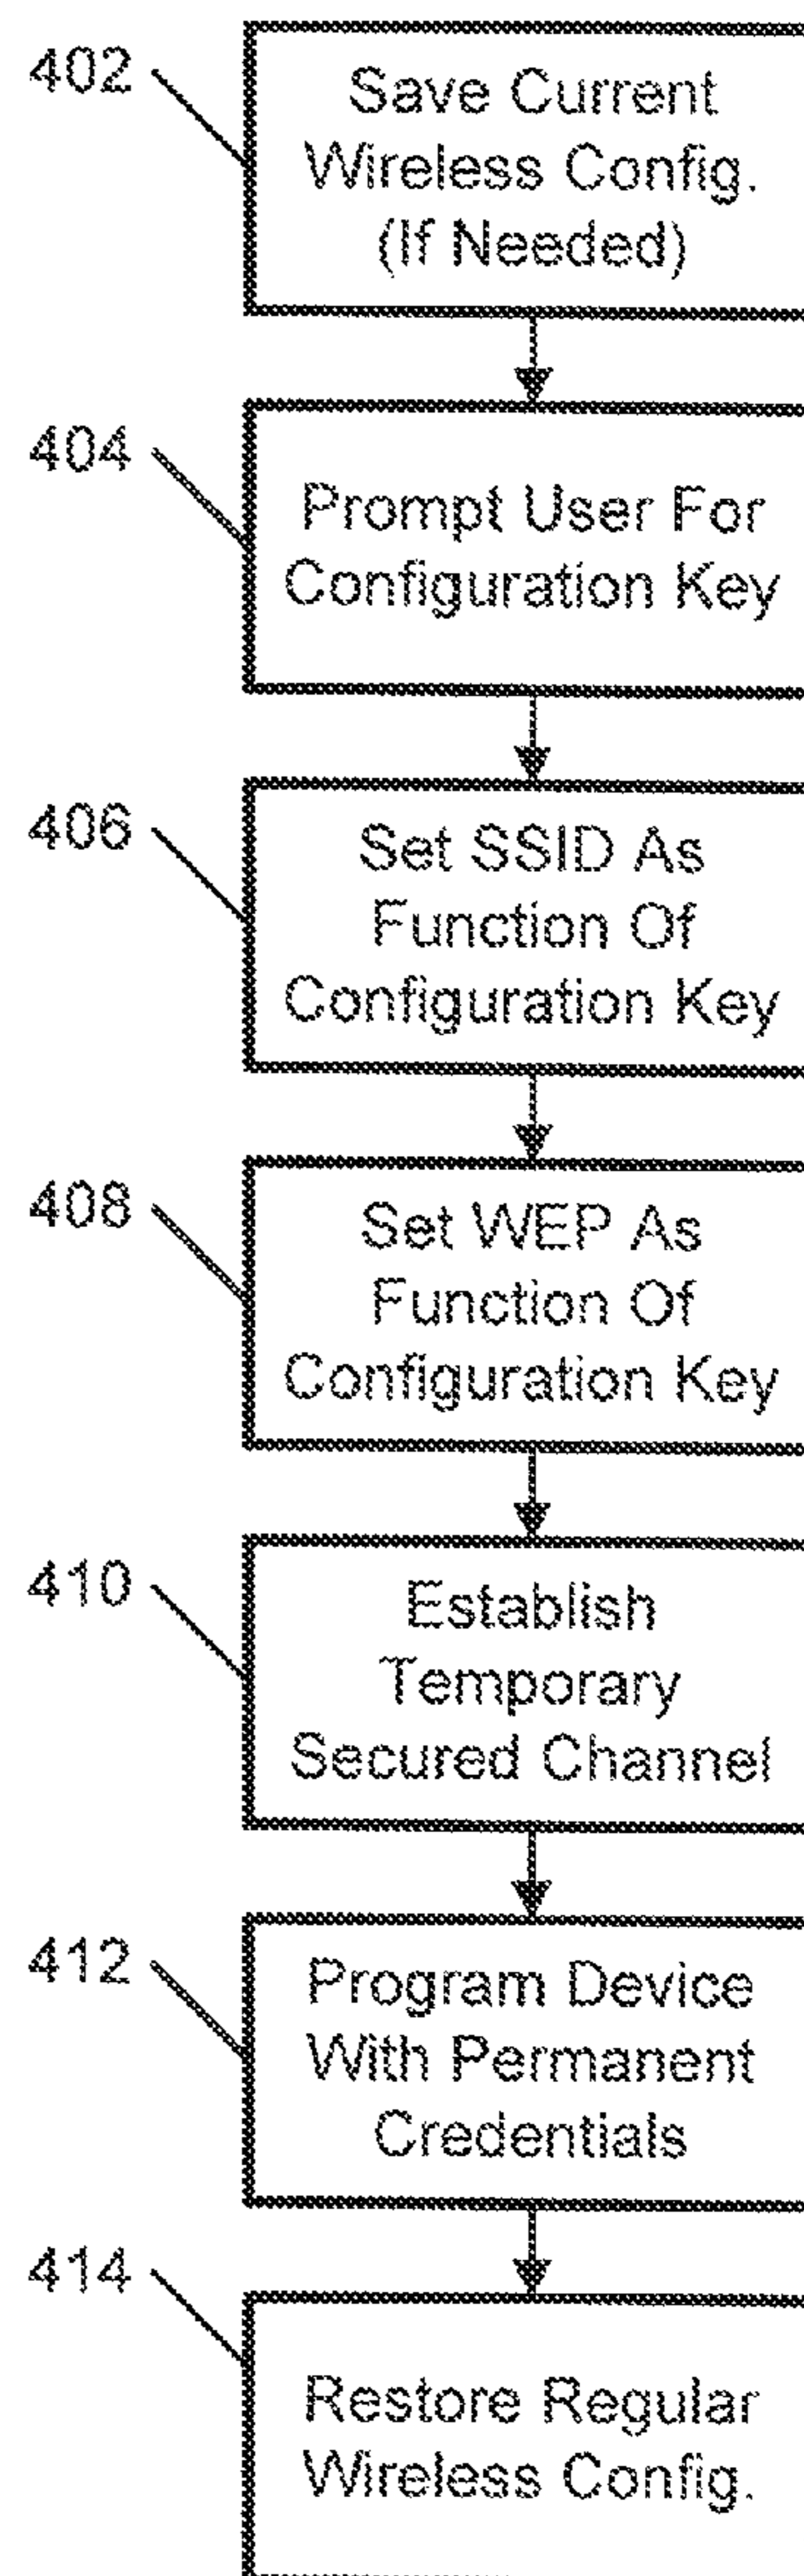 402
Save Current
Wireless Config.
(If Needed)
404
Prompt User For
Configuration Key
406
Set SSID As
Function Of
Configuration Key
408
Set WEP As
Function Of
Configuration Key
410
Establish
Temporary
Secured Channel
412
Program Device
With Permanent
Credentials
414
Restore Regular
Wireless Config.